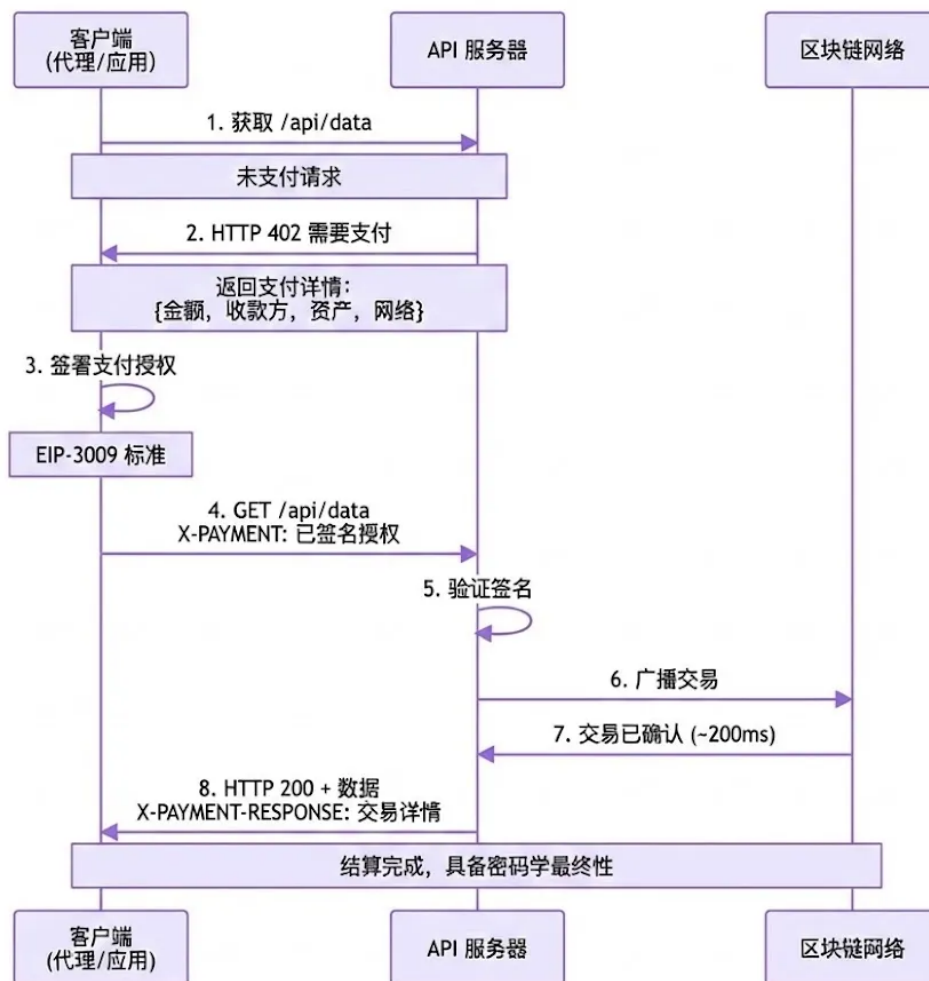 客户端
(代理/应用)
API 服务器
区块链网络
1. 获取 /api/data
未支付请求
2. HTTP 402 需要支付
返回支付详情:
{金额, 收款方, 资产, 网络}
3. 签署支付授权
EIP-3009 标准
4. GET /api/data
X-PAYMENT: 已签名授权
5. 验证签名
6. 广播交易
7. 交易已确认 (~200ms)
8. HTTP 200 + 数据
X-PAYMENT-RESPONSE: 交易详情
结算完成, 具备密码学最终性
客户端
(代理/应用)
API 服务器
区块链网络